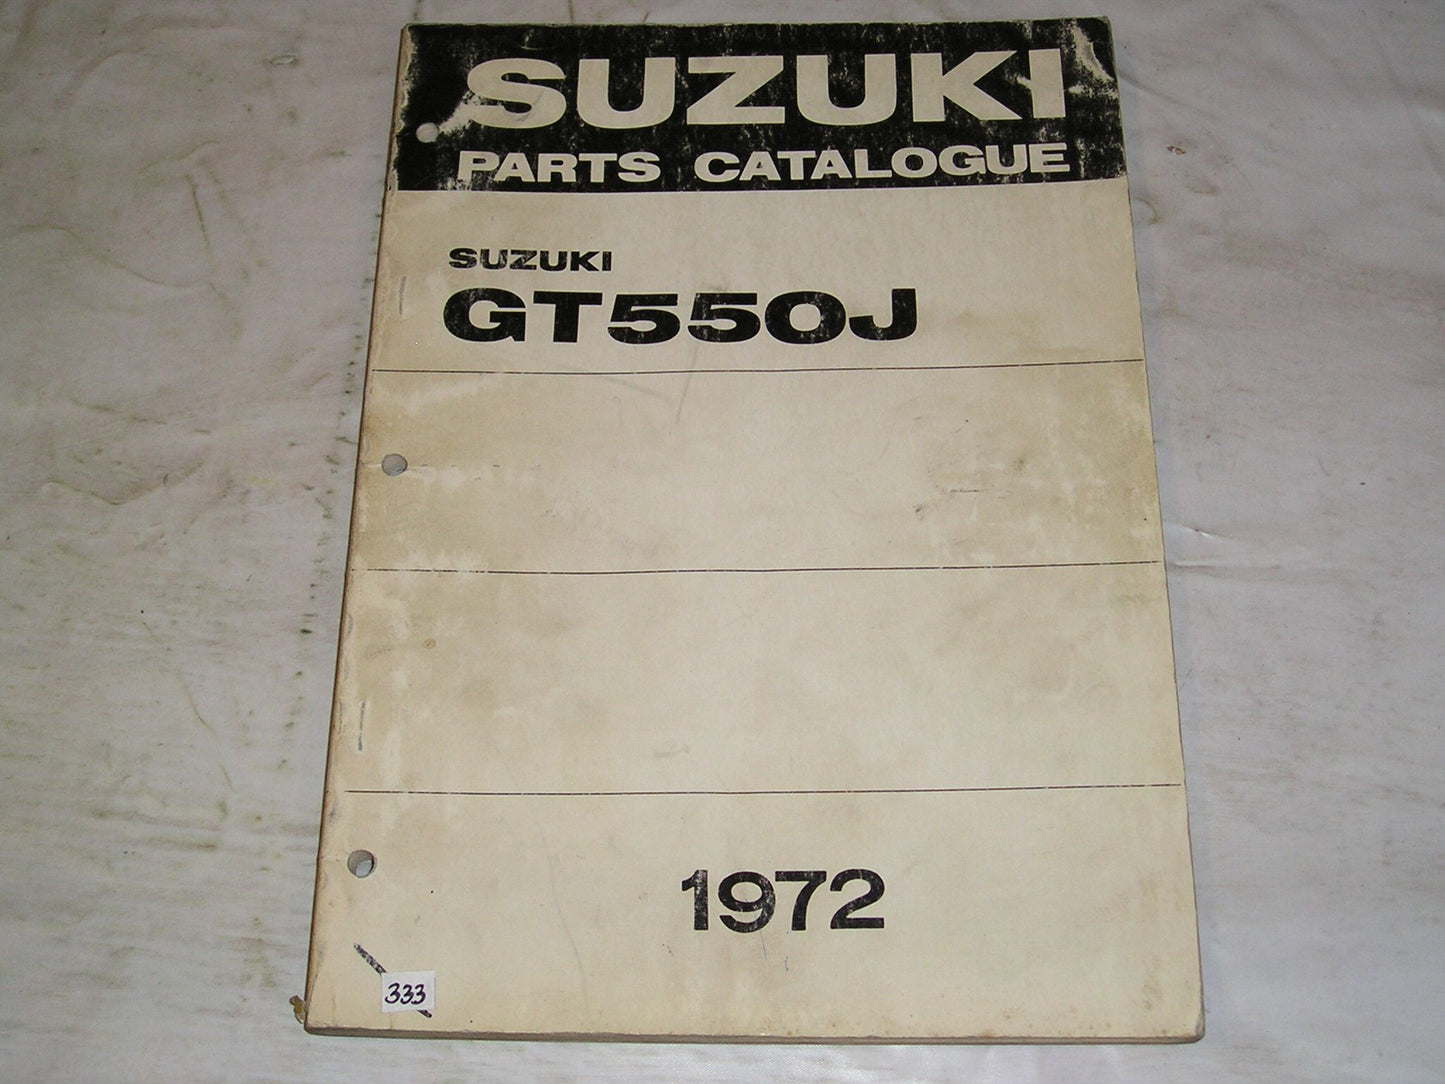 SUZUKI
PARTS CATALOGUE
SUZUKI
GT550J
1972
333